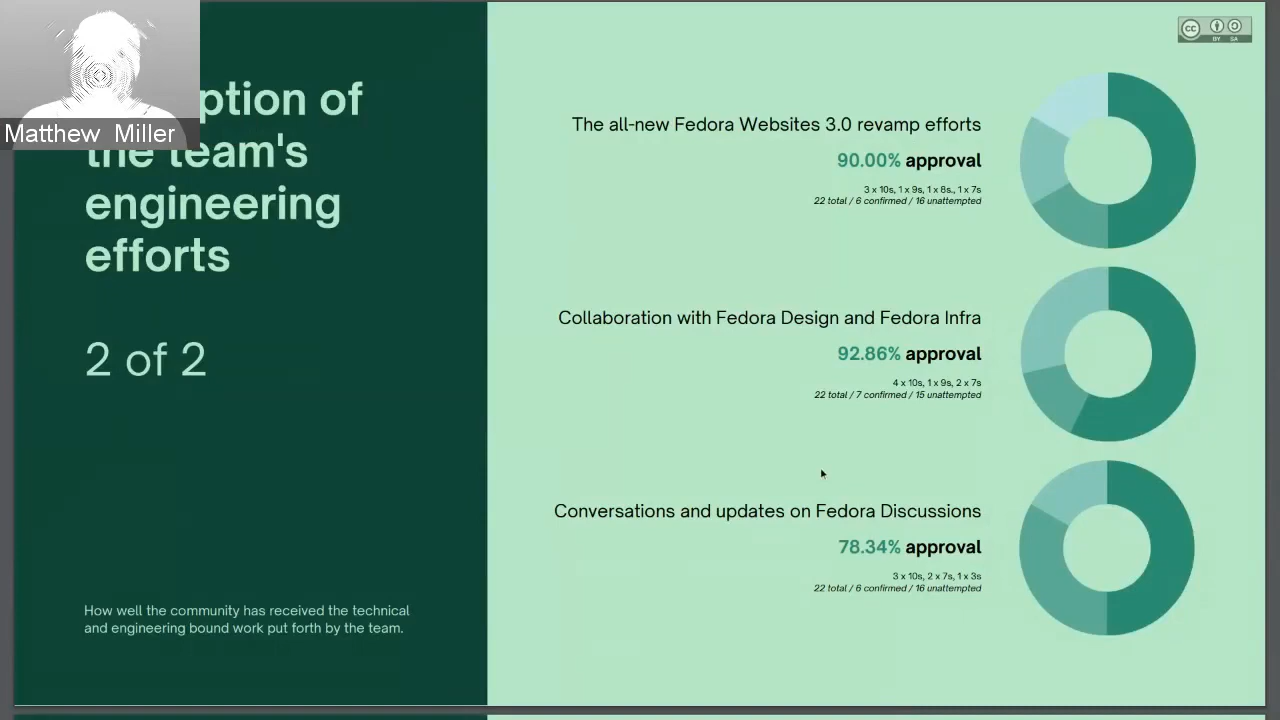 Matthew Miller
ption of
the team's
engineering
efforts
2 of 2
How well the community has received the technical
and engineering bound work put forth by the team.
cc
BY SA
The all-new Fedora Websites 3.0 revamp efforts
90.00% approval
3 x 10s, 1 x 9s, 1 x 8s., 1 x 7s
22 total / 6 confirmed / 16 unattempted
Collaboration with Fedora Design and Fedora Infra
92.86% approval
4 x 10s, 1 x 9s, 2 x 7s
22 total / 7 confirmed / 15 unattempted
Conversations and updates on Fedora Discussions
78.34% approval
3 x 10s, 2 x 7s, 1 x 3s
22 total / 6 confirmed / 16 unattempted